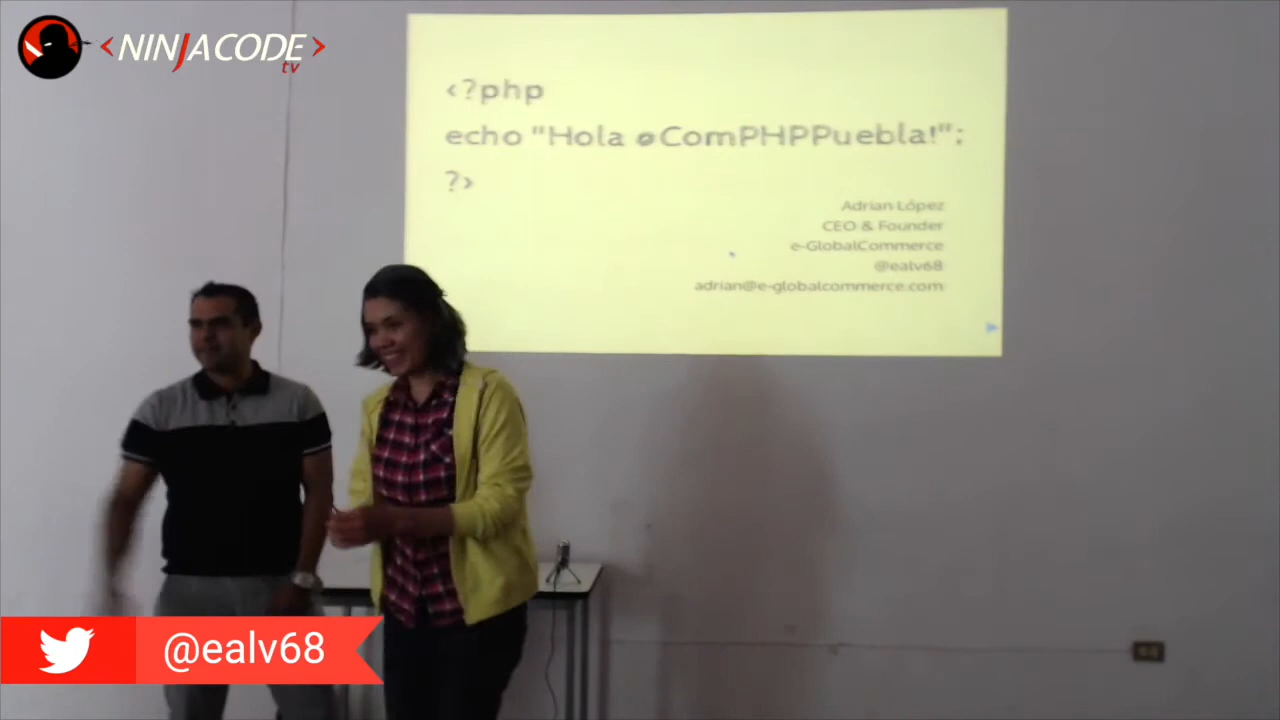 <NINJACODE>
tv
<?php
echo "Hola @ComPHPPuebla!";
?>
Adrian López
CEO & Founder
e-GlobalCommerce
@ealv68
adrian@e-globalcommerce.com
@ealv68